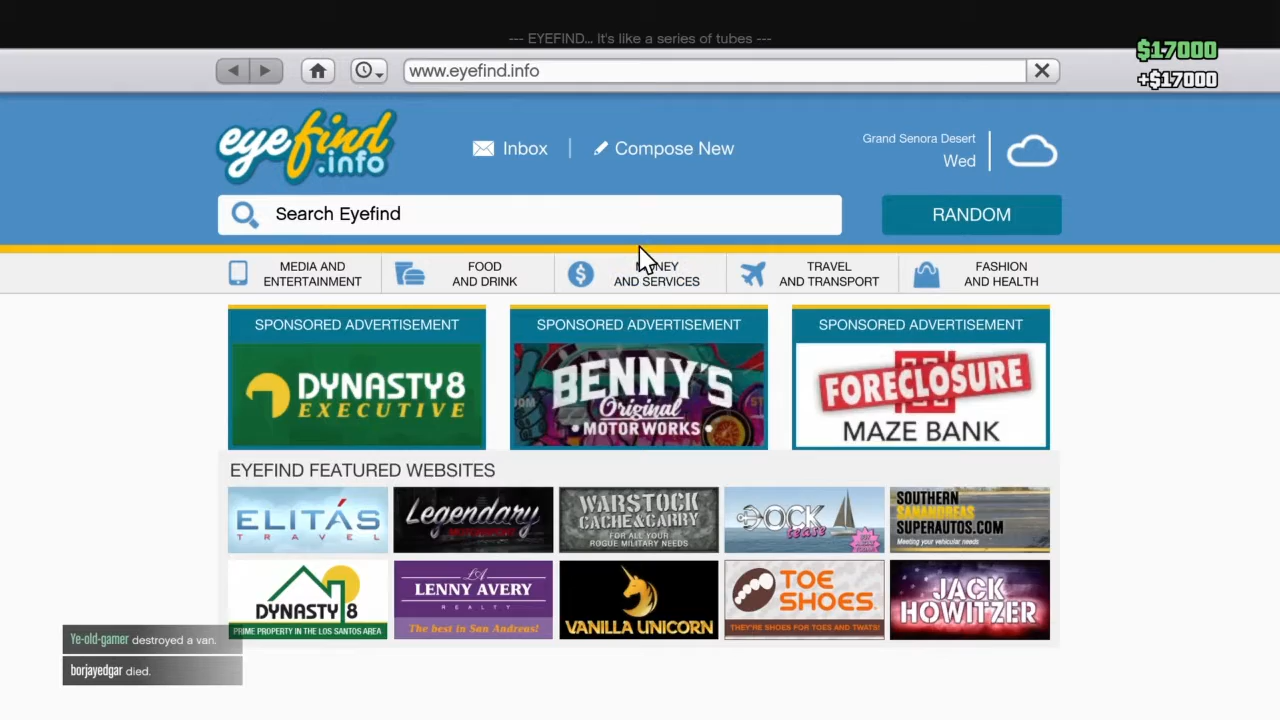 --- EYEFIND... It's like a series of tubes ---
$17000
www.eyefind.info
+$17000
eyefind
.info
Inbox
Compose New
Grand Senora Desert
Wed
Search Eyefind
RANDOM
MEDIA AND
ENTERTAINMENT
FOOD
AND DRINK
AND SERVICES
TRAVEL
AND TRANSPORT
FASHION
AND HEALTH
SPONSORED ADVERTISEMENT
DYNASTY 8
EXECUTIVE
SPONSORED ADVERTISEMENT
BENNY'S
Original
MOTOR WORKS
SPONSORED ADVERTISEMENT
FORECLOSURE
MAZE BANK
EYEFIND FEATURED WEBSITES
ELITÁS
TRAVEL
Legendary
WARSTOCK
CACHE & CARRY
FOR ALL YOUR
ROGUE MILITARY NEEDS
DOCK
tease
SOUTHERN
SANANDREAS
SUPERAUTOS.COM
Meeting your vehicular needs
DYNASTY 8
PRIME PROPERTY IN THE LOS SANTOS AREA
LA
LENNY AVERY
REALTY
The best in San Andreas!
VANILLA UNICORN
TOE
SHOES
THEY'RE SHOES FOR TOES AND TWATS!
JACK
HOWITZER
Ye-old-gamer destroyed a van.
borjayedgar died.